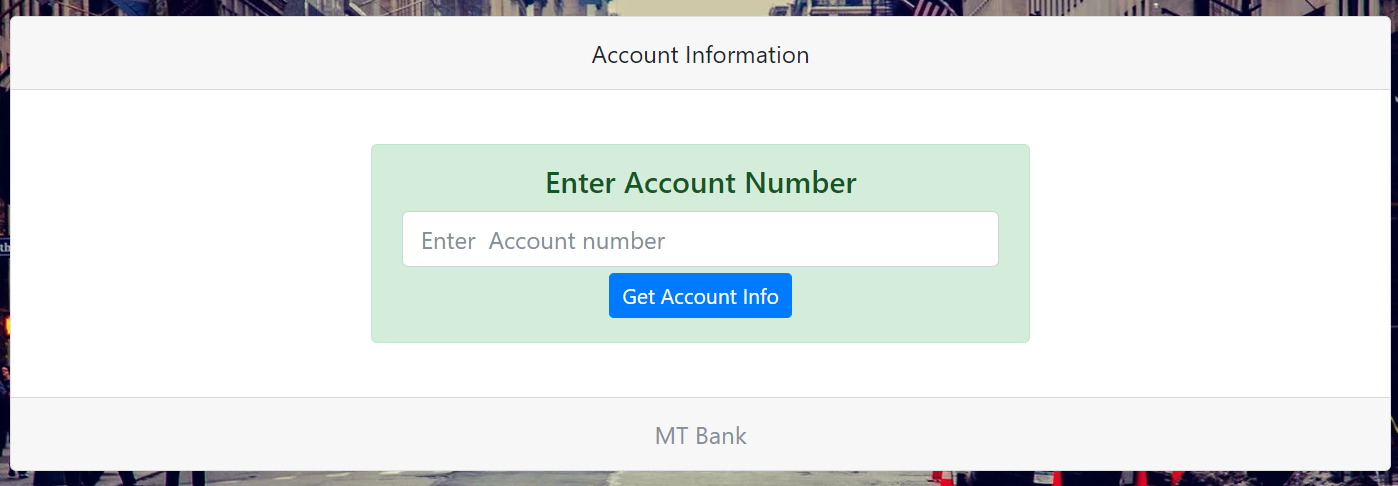 Account Information
Enter Account Number
Enter  Account number
Get Account Info
MT Bank